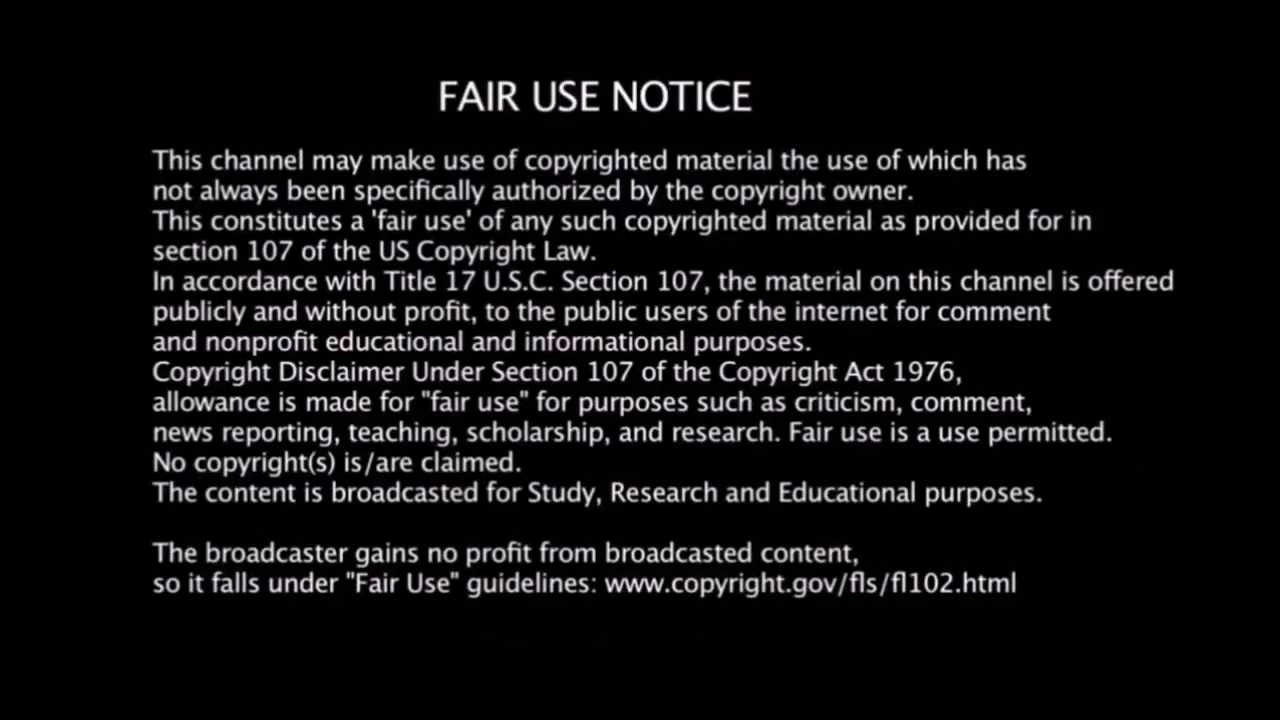 FAIR USE NOTICE
This channel may make use of copyrighted material the use of which has
not always been specifically authorized by the copyright owner.
This constitutes a 'fair use' of any such copyrighted material as provided for in
section 107 of the US Copyright Law.
In accordance with Title 17 U.S.C. Section 107, the material on this channel is offered
publicly and without profit, to the public users of the internet for comment
and nonprofit educational and informational purposes.
Copyright Disclaimer Under Section 107 of the Copyright Act 1976,
allowance is made for "fair use" for purposes such as criticism, comment,
news reporting, teaching, scholarship, and research. Fair use is a use permitted.
No copyright(s) is/are claimed.
The content is broadcasted for Study, Research and Educational purposes.
The broadcaster gains no profit from broadcasted content,
so it falls under "Fair Use" guidelines: www.copyright.gov/fls/fl102.html